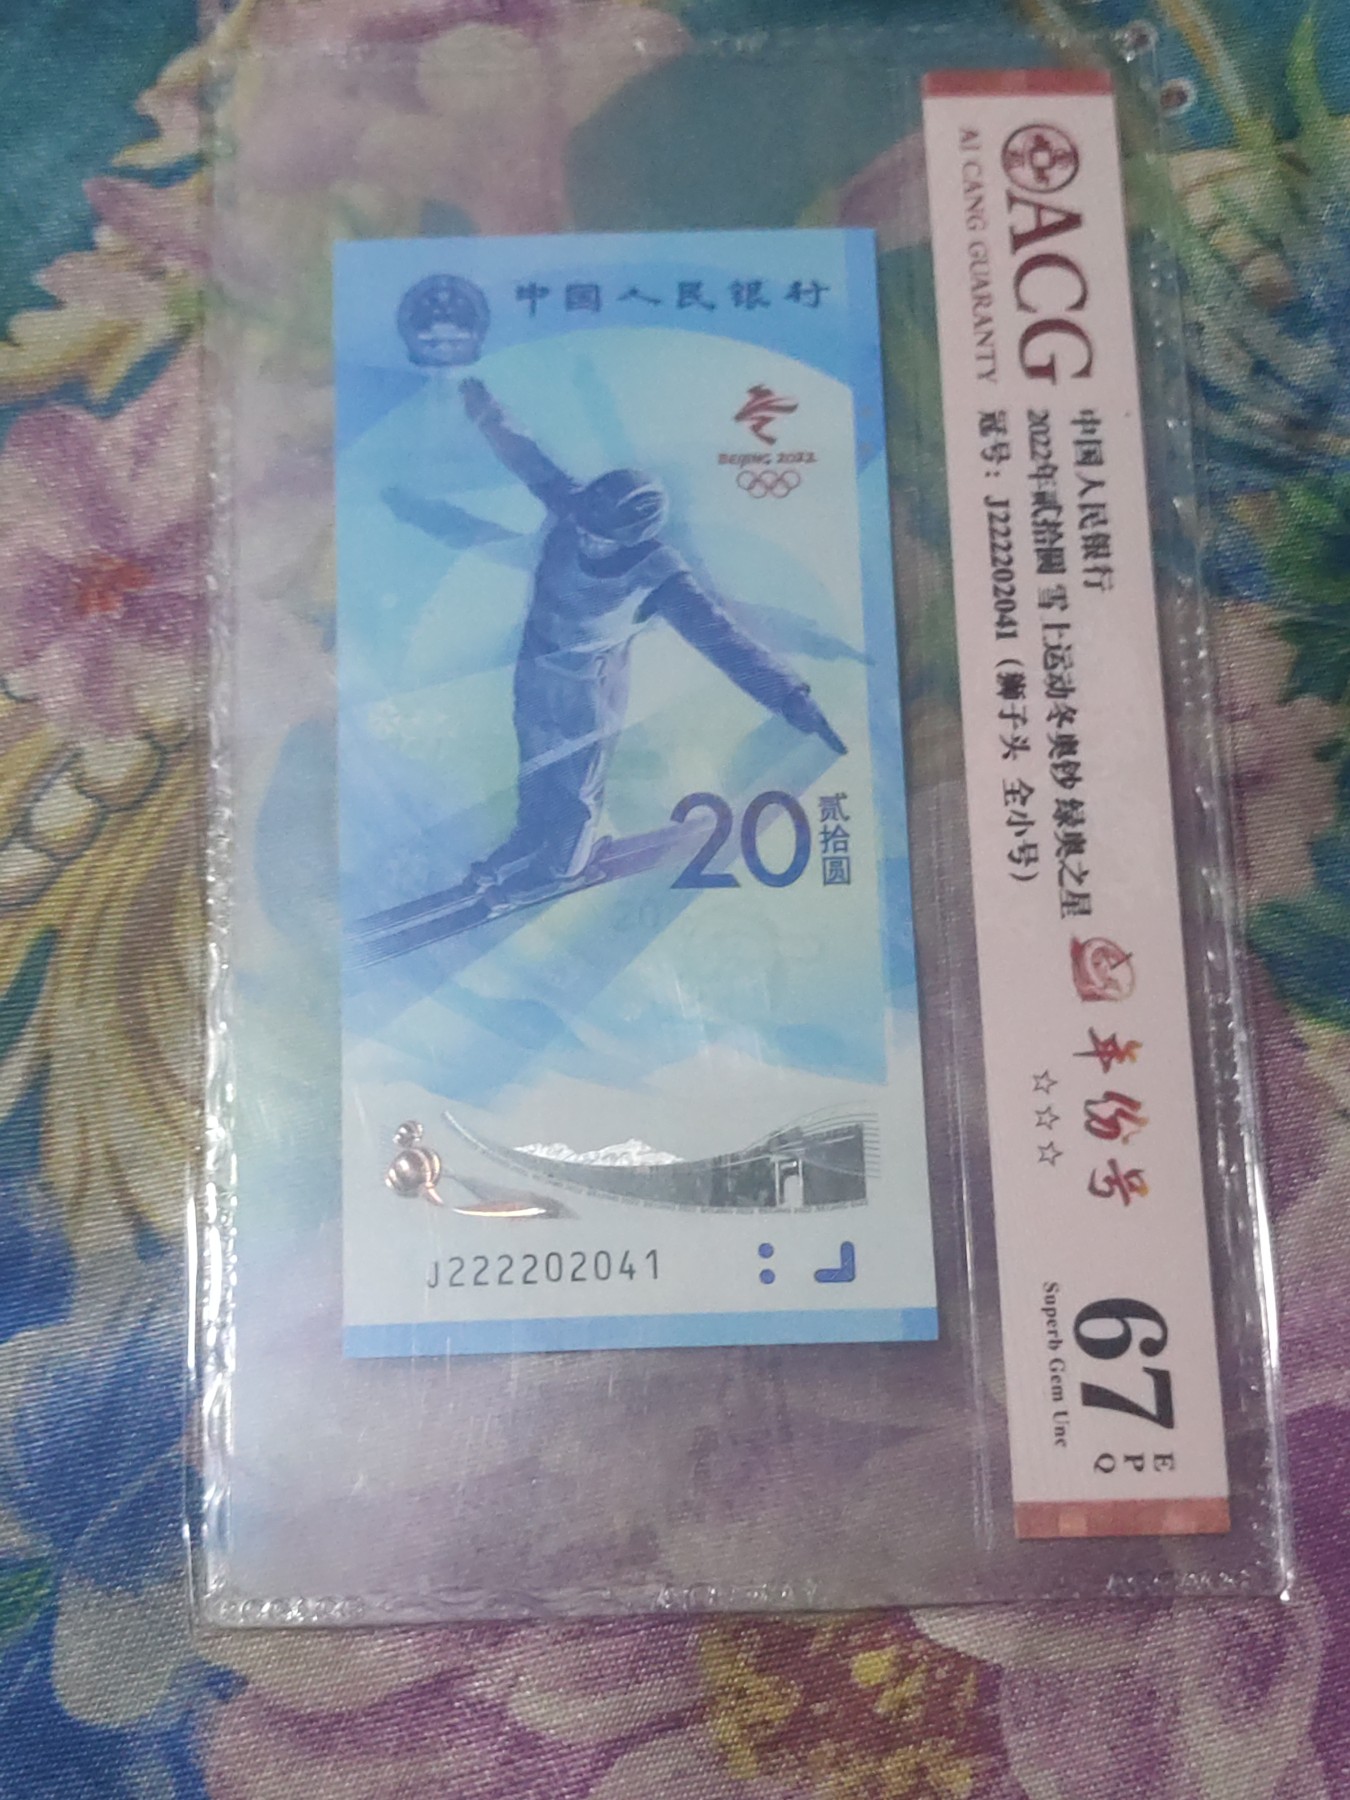 中国人民银行
BEIJING 2022
20
贰拾圆
20
J222202041
ACG
AI CANG GUARANTY
中国人民银行
2022年贰拾圆 雪上运动冬奥钞 绿奥之星
冠号：J222202041（狮子头 全小号）
年份号
☆☆☆
67
EPQ
Superb Gem Unc